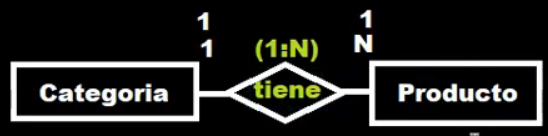 1 1
1 (1:N) N
Categoria tiene Producto